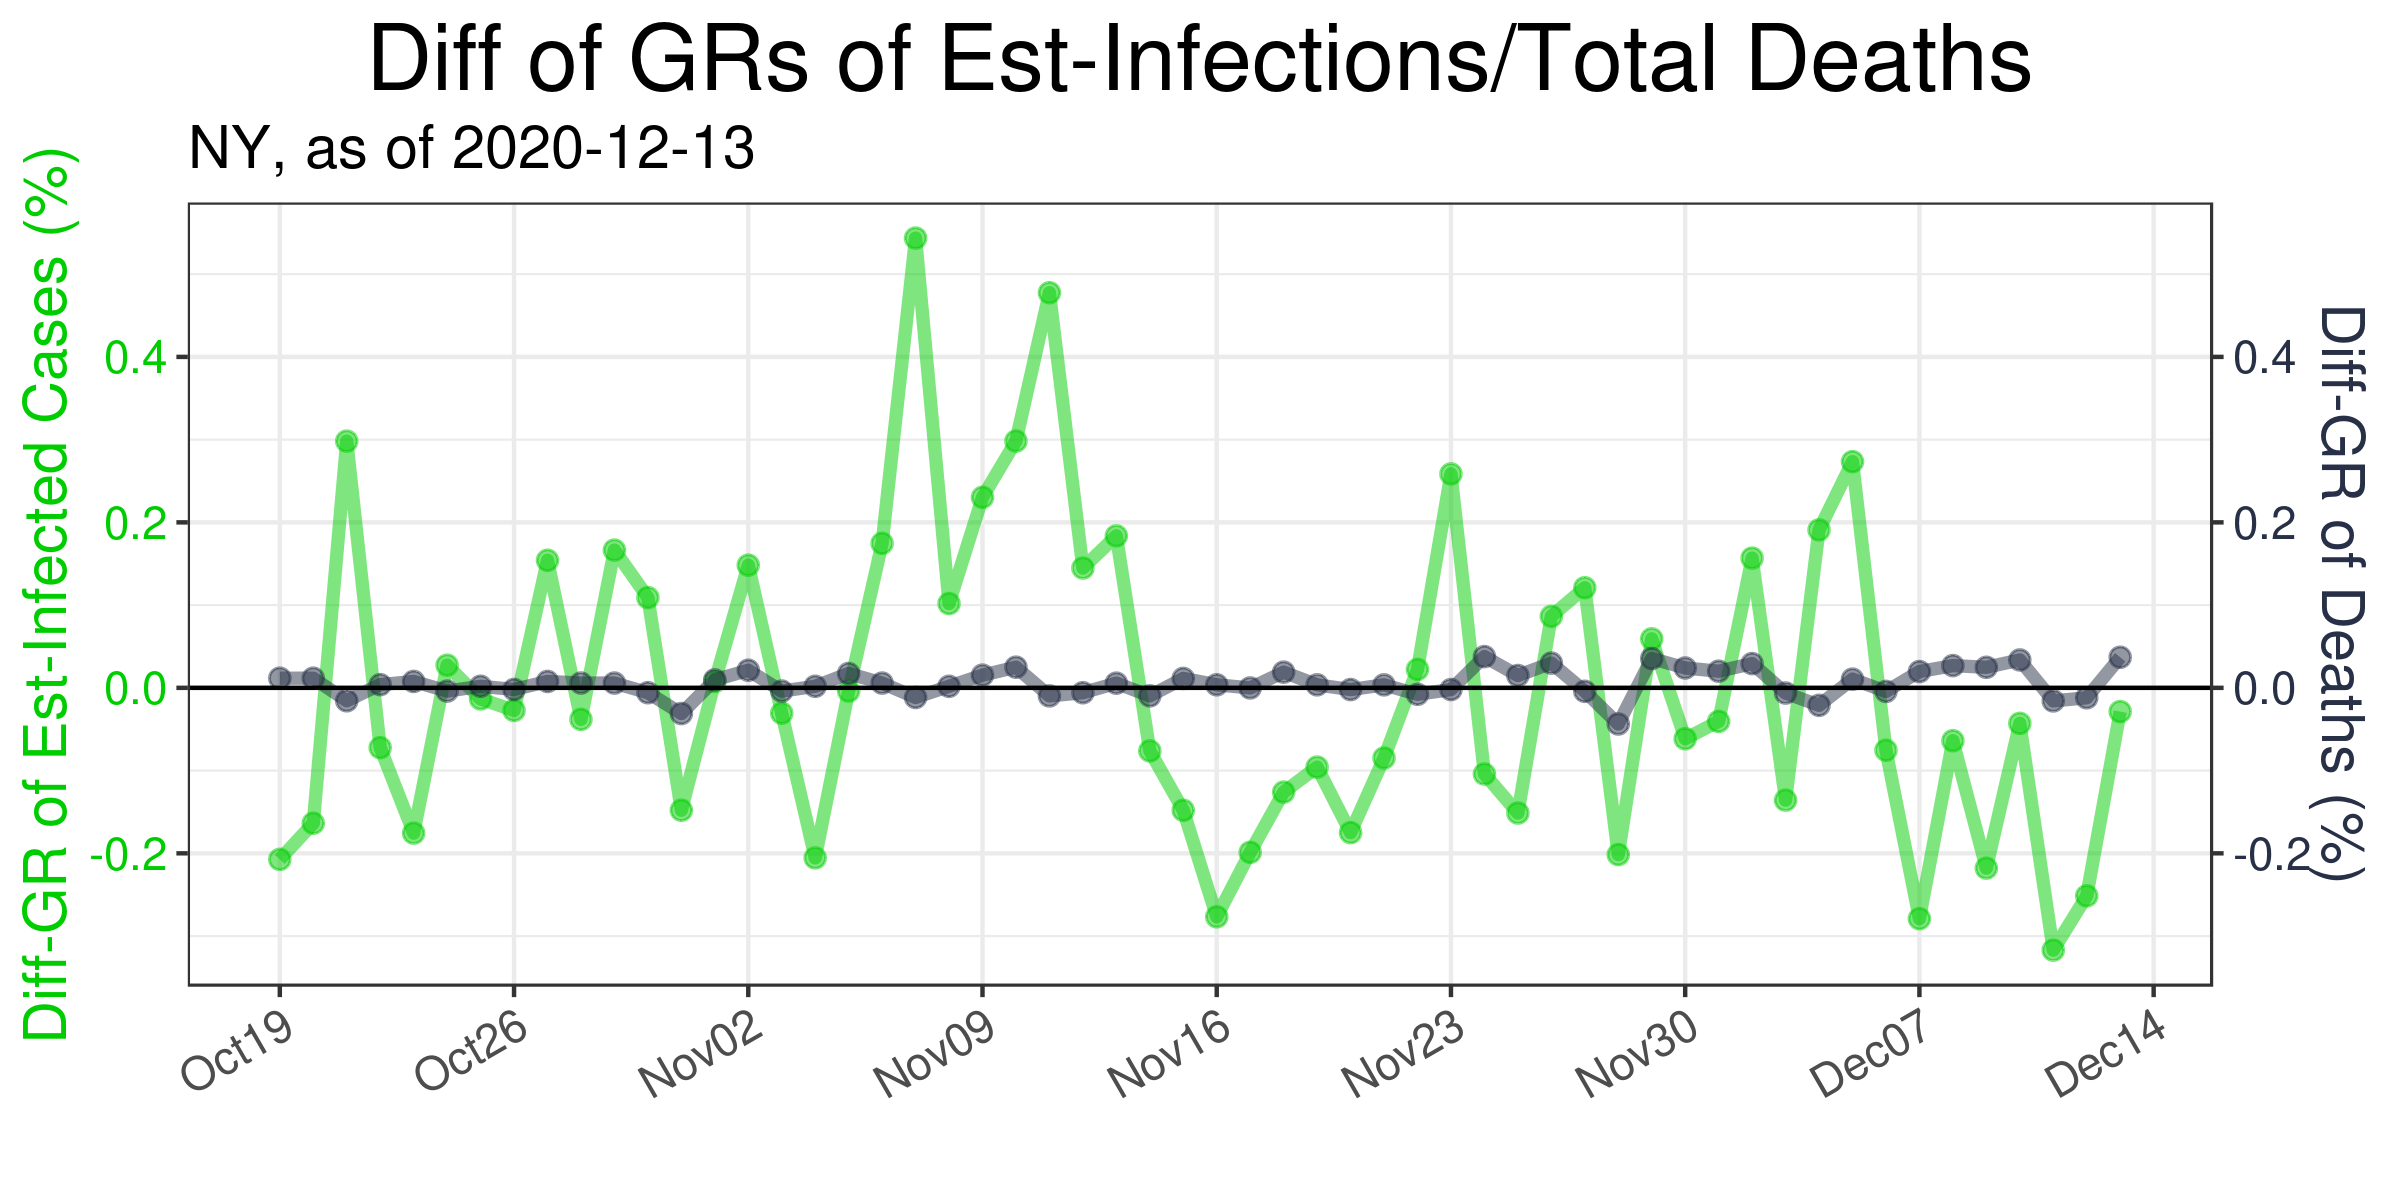 Diff of GRs of Est-Infections/Total Deaths
NY, as of 2020-12-13
Diff-GR of Est-Infected Cases (%)
0.4
0.2
0.0
-0.2
0.4
0.2
0.0
-0.2
Diff-GR of Deaths (%)
Oct19
Oct26
Nov02
Nov09
Nov16
Nov23
Nov30
Dec07
Dec14